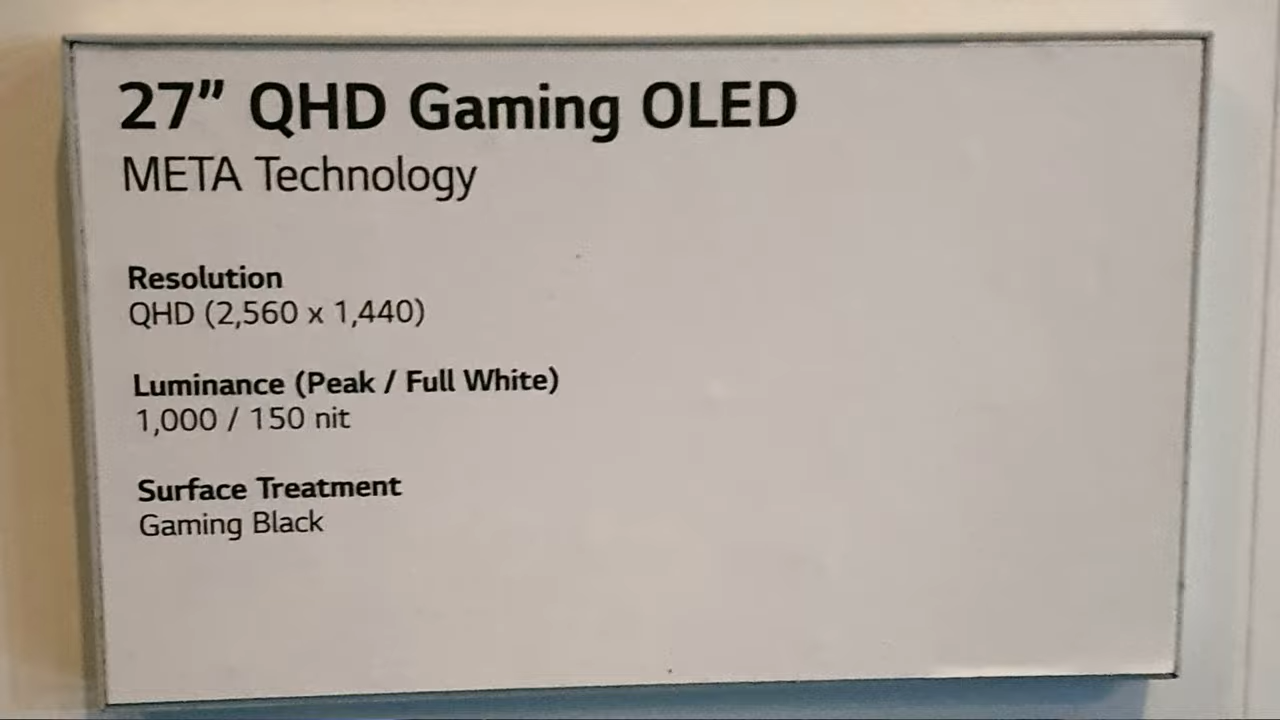 27” QHD Gaming OLED
META Technology
Resolution
QHD (2,560 x 1,440)
Luminance (Peak / Full White)
1,000 / 150 nit
Surface Treatment
Gaming Black